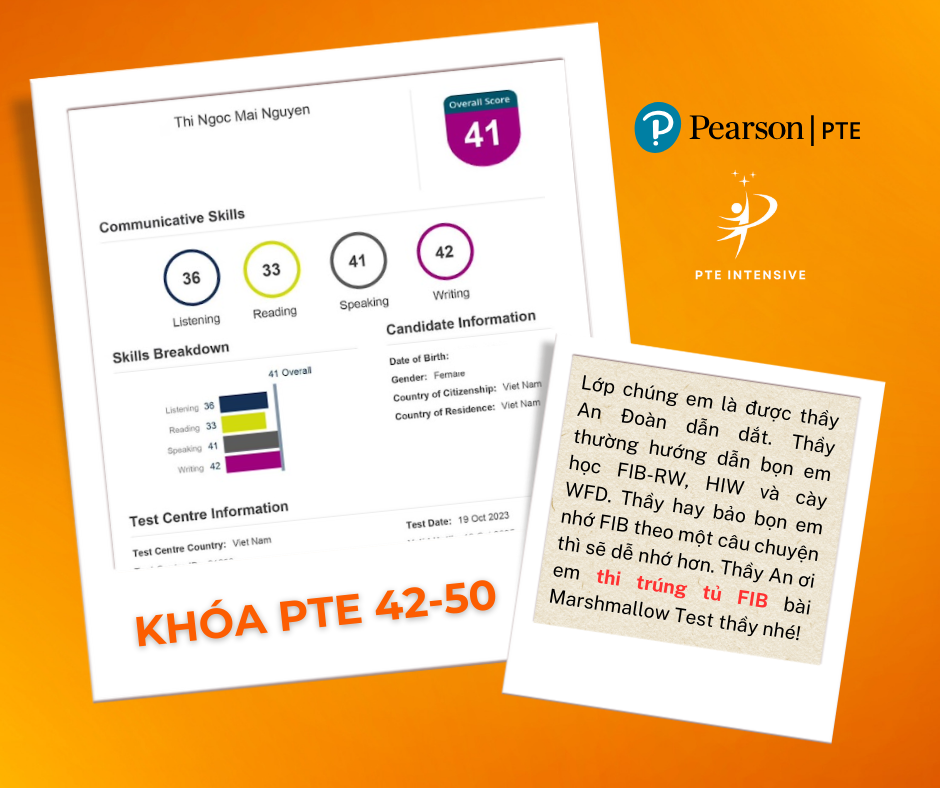 Thi Ngoc Mai Nguyen
Overall Score
41
Communicative Skills
36
33
41
42
Listening
Reading
Speaking
Writing
Skills Breakdown
41 Overall
Listening 36
Reading 33
Speaking 41
Writing 42
Candidate Information
Date of Birth:
Gender: Female
Country of Citizenship: Viet Nam
Country of Residence: Viet Nam
Test Centre Information
Test Centre Country: Viet Nam
Test Date: 19 Oct 2023
KHÓA PTE 42-50
Pearson | PTE
PTE INTENSIVE
Lớp chúng em là được thầy
An Đoàn dẫn dắt. Thầy
thường hướng dẫn bọn em
học FIB-RW, HIW và cày
WFD. Thầy hay bảo bọn em
nhớ FIB theo một câu chuyện
thì sẽ dễ nhớ hơn. Thầy An ơi
em thi trúng tủ FIB bài
Marshmallow Test thầy nhé!